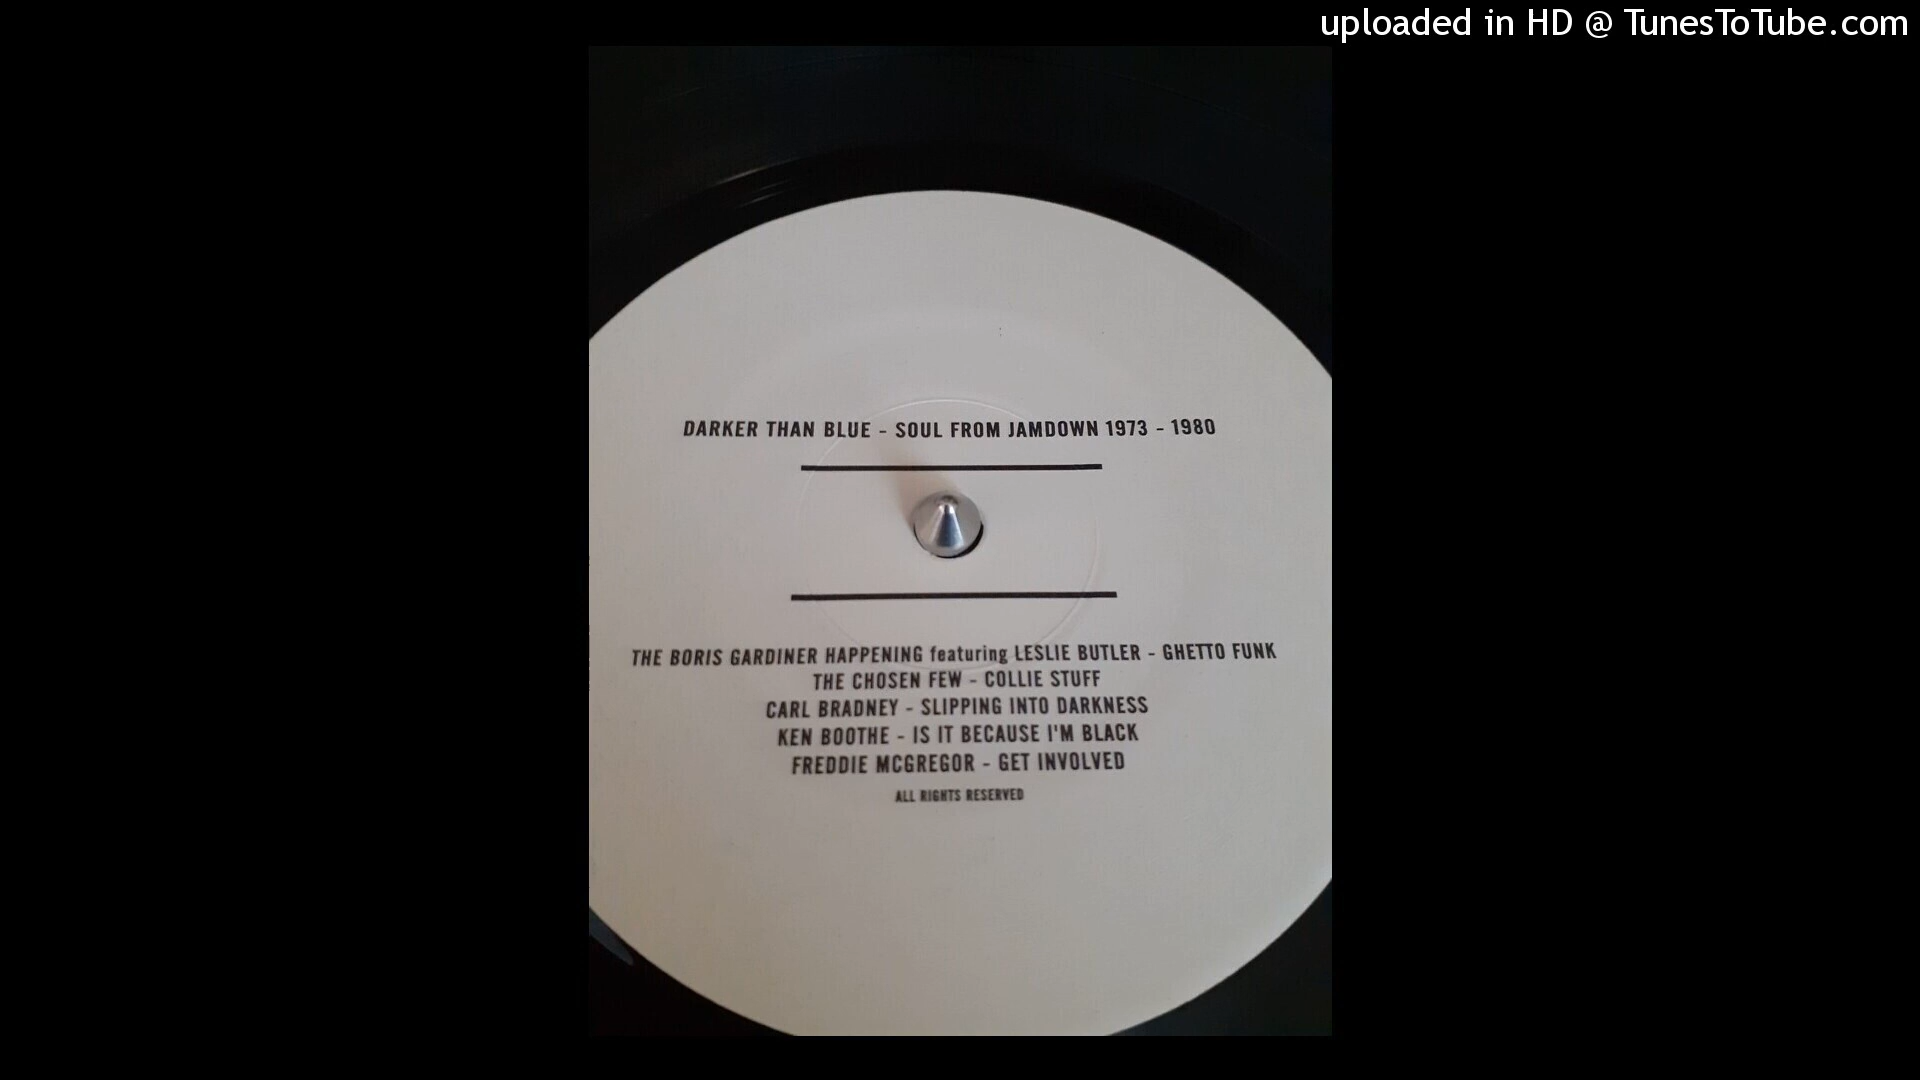 uploaded in HD @ TunesToTube.com
DARKER THAN BLUE - SOUL FROM JAMDOWN 1973 - 1980
THE BORIS GARDINER HAPPENING featuring LESLIE BUTLER - GHETTO FUNK
THE CHOSEN FEW - COLLIE STUFF
CARL BRADNEY - SLIPPING INTO DARKNESS
KEN BOOTHE - IS IT BECAUSE I'M BLACK
FREDDIE MCGREGOR - GET INVOLVED
ALL RIGHTS RESERVED